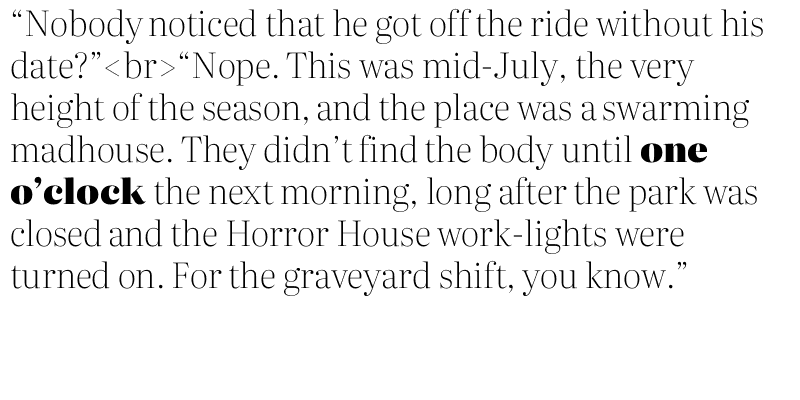 “Nobody noticed that he got off the ride without his
date?”<br>“Nope. This was mid-July, the very
height of the season, and the place was a swarming
madhouse. They didn’t find the body until one
o’clock the next morning, long after the park was
closed and the Horror House work-lights were
turned on. For the graveyard shift, you know.”